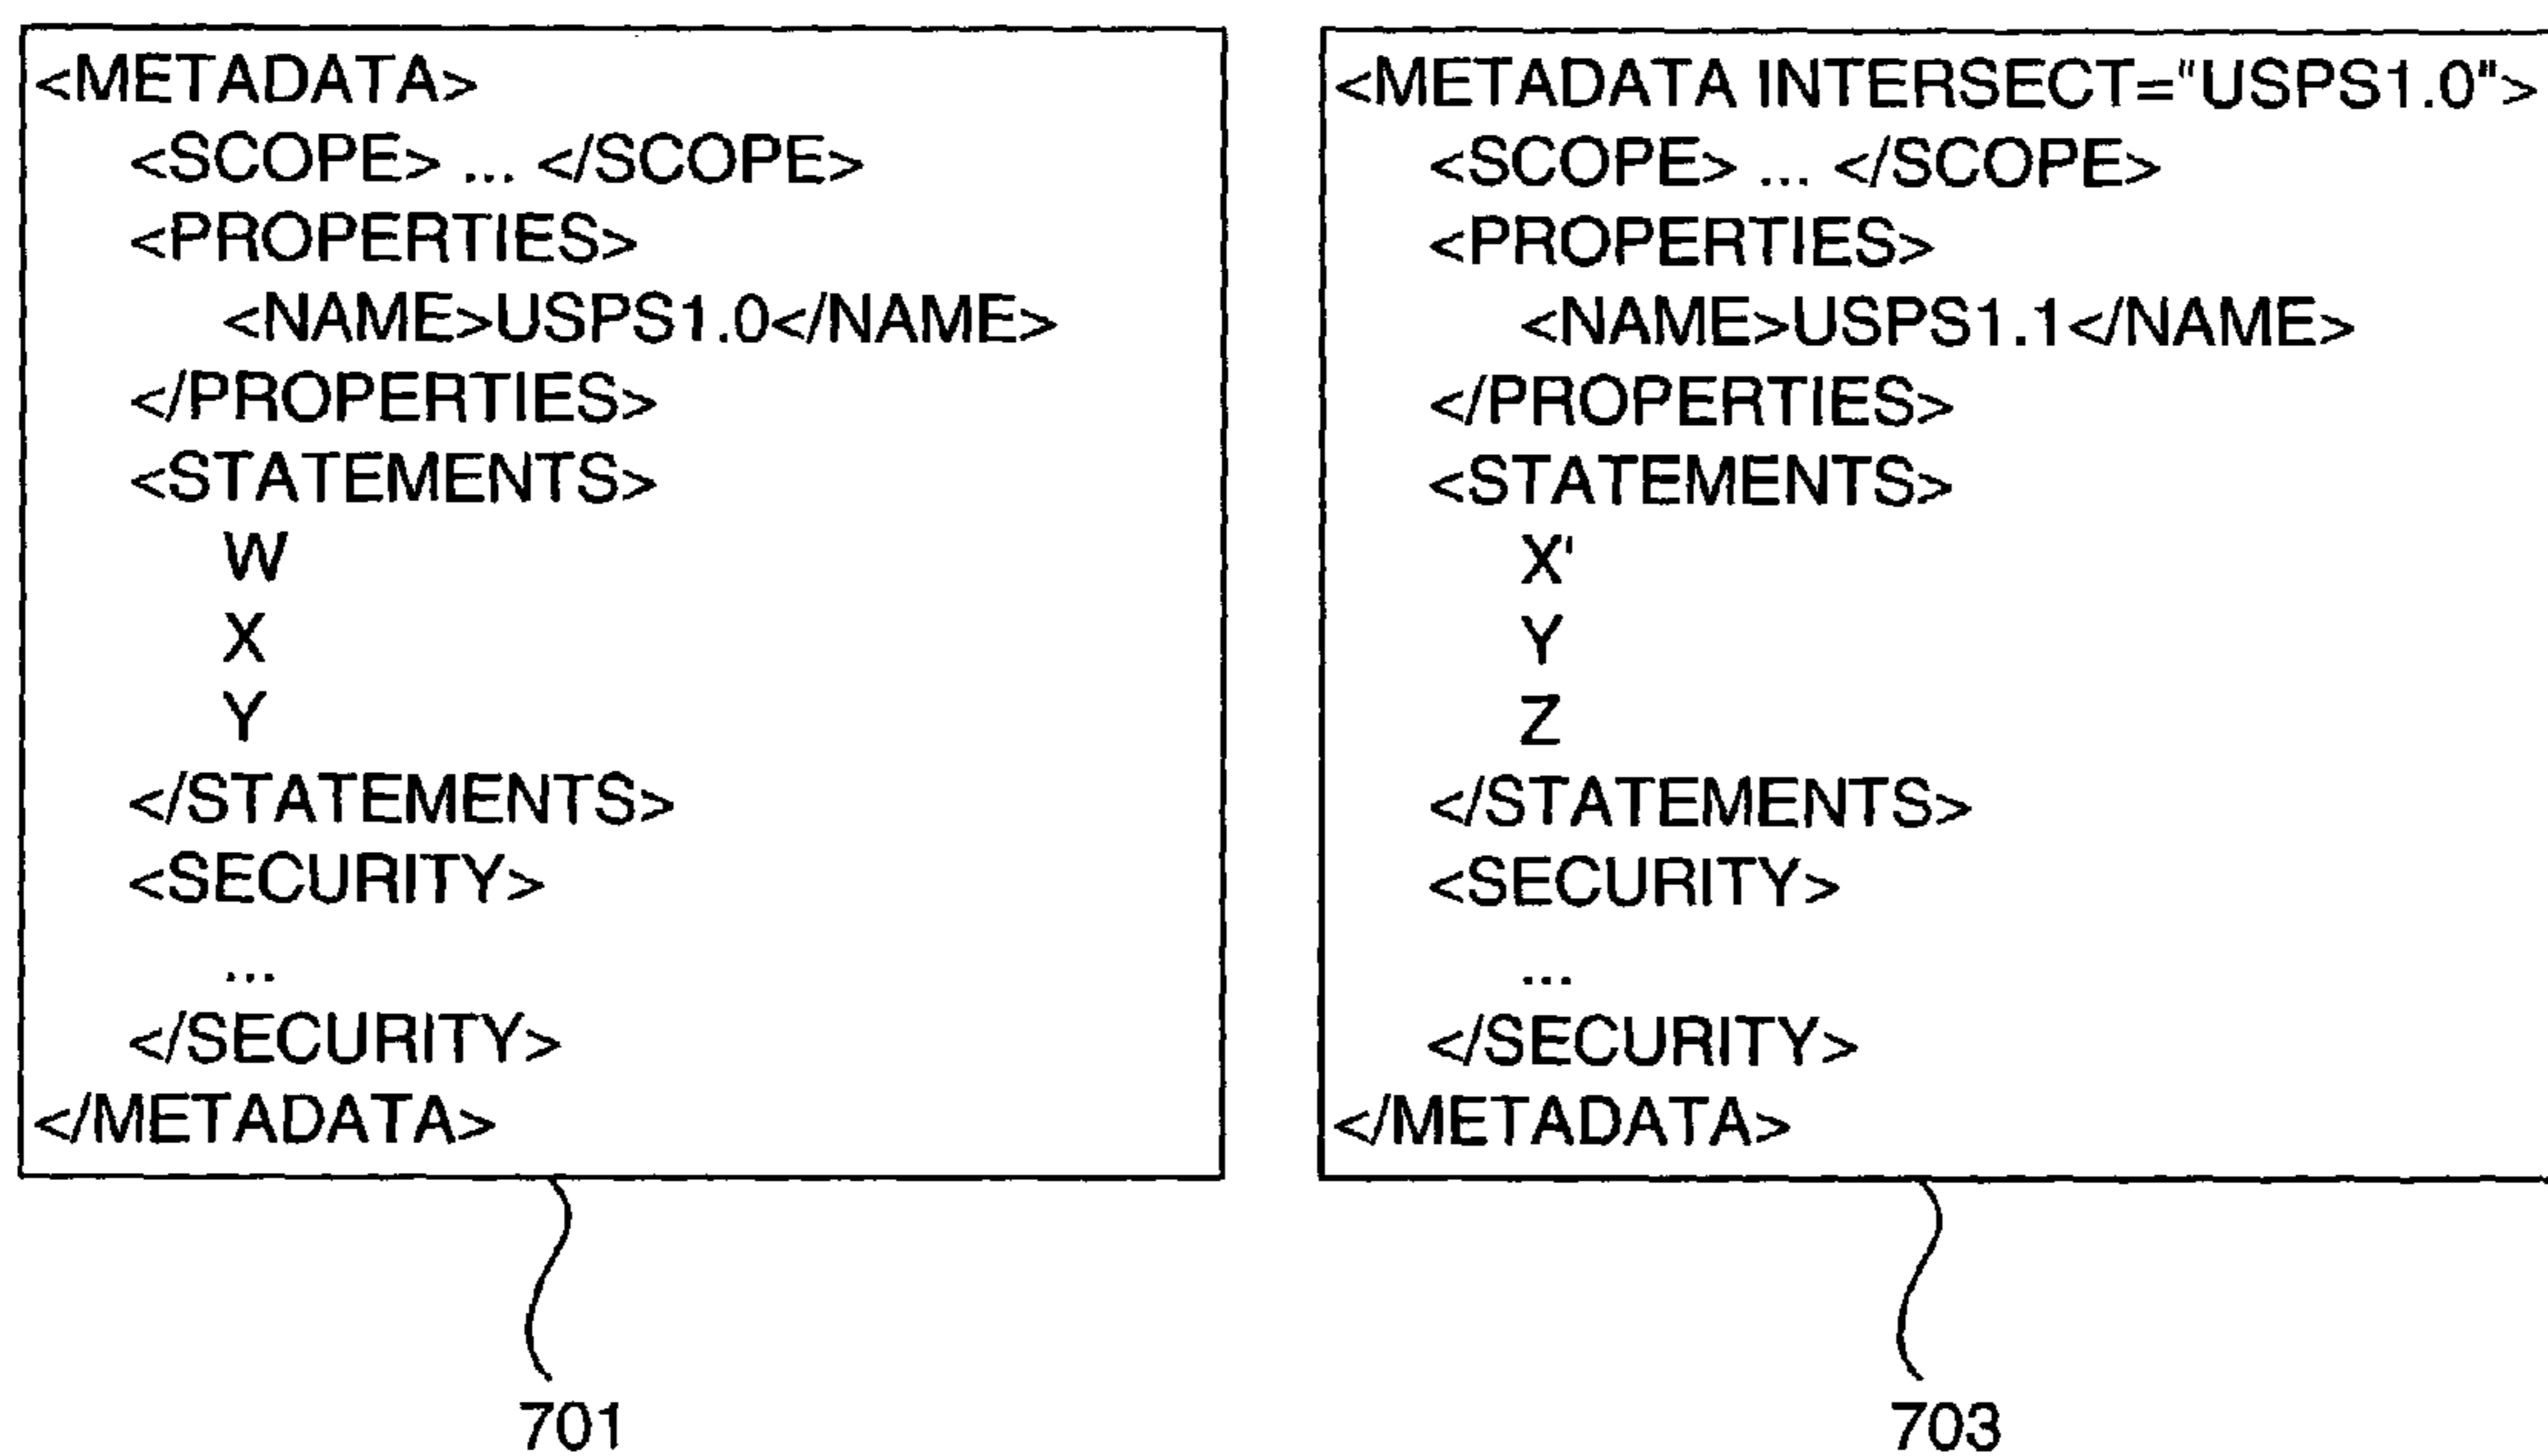 <METADATA>
<SCOPE> ... </SCOPE>
<PROPERTIES>
<NAME>USPS1.0</NAME>
</PROPERTIES>
<STATEMENTS>
W
X
Y
</STATEMENTS>
<SECURITY>
...
</SECURITY>
</METADATA>
701
<METADATA INTERSECT="USPS1.0">
<SCOPE> ... </SCOPE>
<PROPERTIES>
<NAME>USPS1.1</NAME>
</PROPERTIES>
<STATEMENTS>
X'
Y
Z
</STATEMENTS>
<SECURITY>
...
</SECURITY>
</METADATA>
703